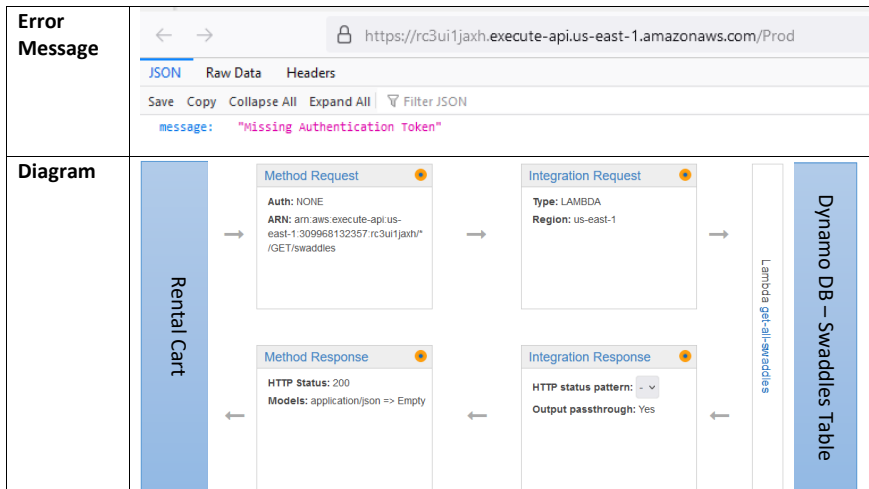 Error
Message
https://rc3ui1jaxh.execute-api.us-east-1.amazonaws.com/Prod
JSON Raw Data Headers
Save Copy Collapse All Expand All Filter JSON
message: "Missing Authentication Token"
Diagram
Rental Cart
Method Request
Auth: NONE
ARN: arn:aws:execute-api:us-
east-1:309968132357:rc3ui1jaxh/*
/GET/swaddles
Integration Request
Type: LAMBDA
Region: us-east-1
Method Response
HTTP Status: 200
Models: application/json => Empty
Integration Response
HTTP status pattern: -
Output passthrough: Yes
Lambda get-all-swaddles
Dynamo DB – Swaddles Table